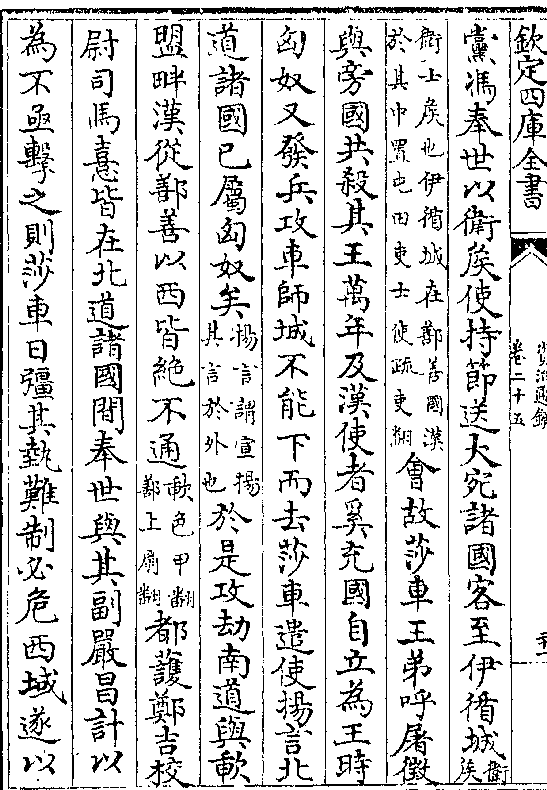 欽定四庫全書
資治通鑑
卷二十五
黨馮奉世以衛矦使持節送大宛諸國客至伊循城衛矦
衛士矦也伊循城在鄯善國漢於其中置屯田吏士使疏吏翻會故莎車王弟呼屠徵
與旁國共殺其王萬年及漢使者奚充國自立為王時
匈奴又發兵攻車師城不能下而去莎車遣使揚言北
道諸國已屬匈奴矣揚言謂宣揚其言於外也於是攻劫南道與歃
盟畔漢從鄯善以西皆絶不通歃色甲翻鄯上扇翻都護鄭吉校
尉司馬憙皆在北道諸國間奉世與其副嚴昌計以
為不亟擊之則莎車日彊其埶難制必危西域遂以